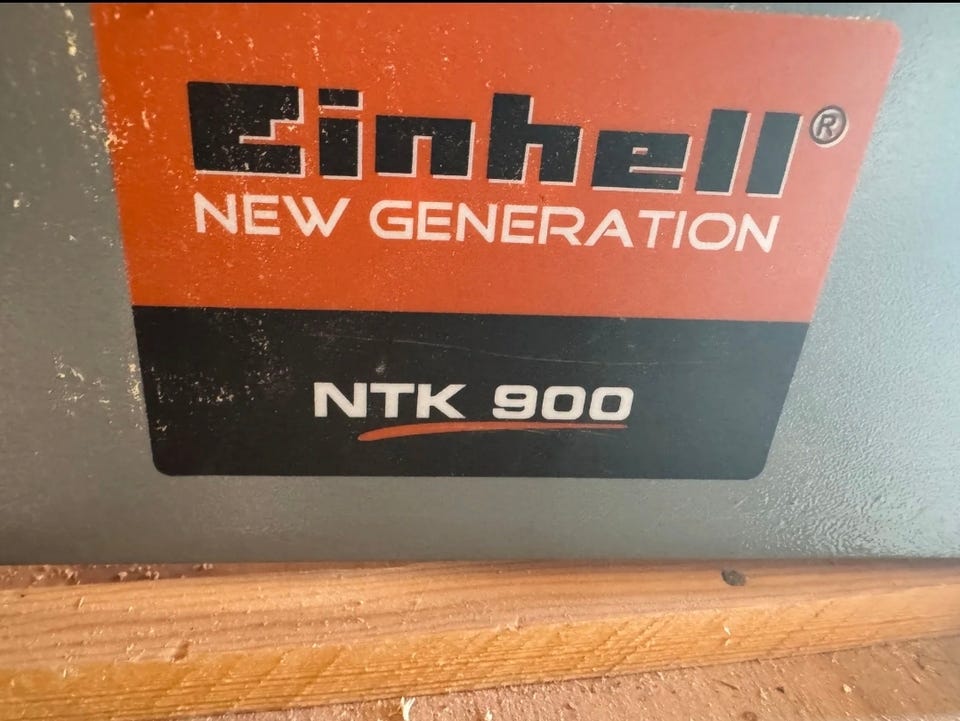 Einhell®
NEW GENERATION
NTK 900